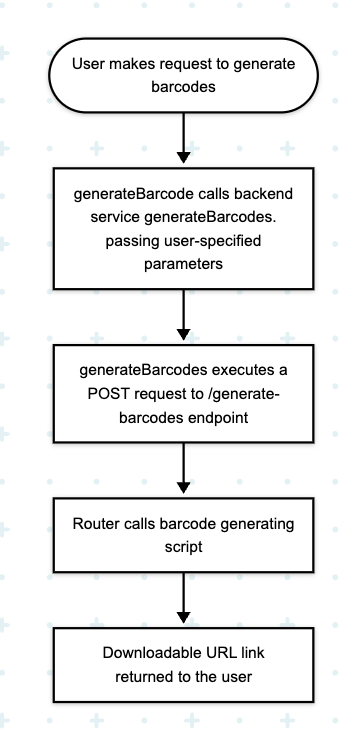 User makes request to generate
barcodes
generateBarcode calls backend
service generateBarcodes.
passing user-specified
parameters
generateBarcodes executes a
POST request to /generate-
barcodes endpoint
Router calls barcode generating
script
Downloadable URL link
returned to the user